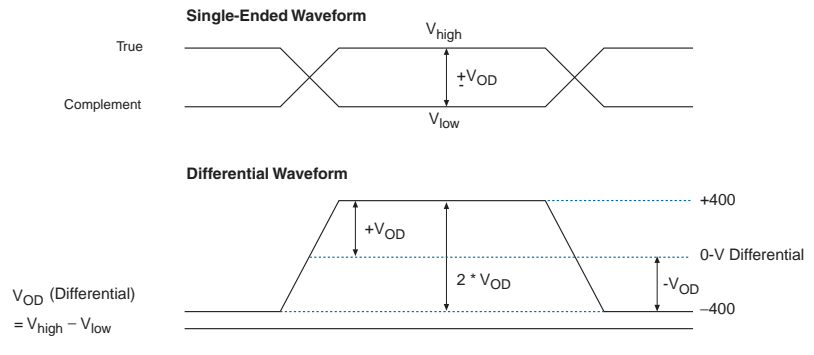 Single-Ended Waveform
Vhigh
True
±VOD
Complement
Vlow
Differential Waveform
+400
+VOD
0-V Differential
2 * VOD
-VOD
VOD (Differential)
= Vhigh − Vlow
−400